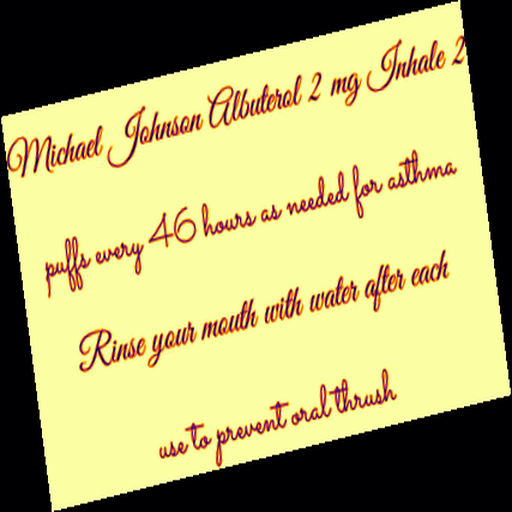 Michael Johnson Albuterol 2 mg Inhale 2
puffs every 46 hours as needed for asthma
Rinse your mouth with water after each
use to prevent oral thrush